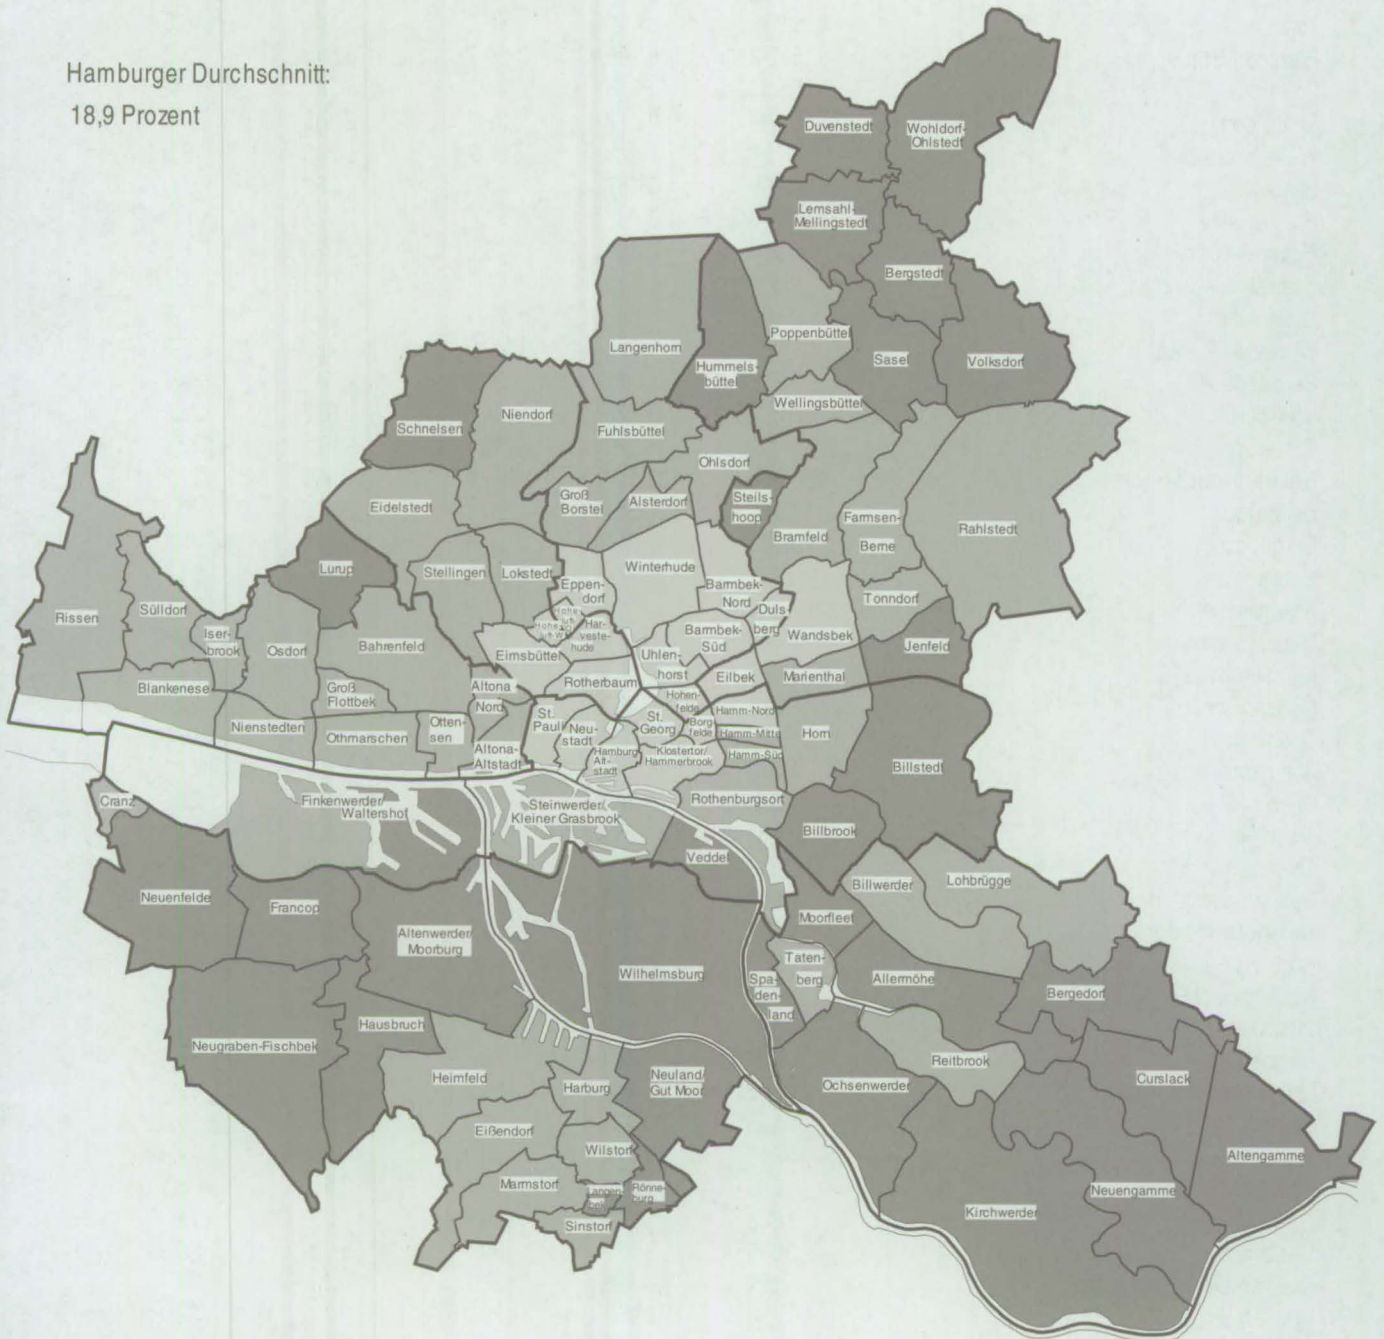 Hamburger Durchschnitt:
18,9 Prozent
Duvenstedt
Wohldorf-
Ohlstedt
Lemsahl-
Mellingstedt
Bergstedt
Langenhorn
Hummels-
büttel
Poppenbüttel
Sasel
Volksdorf
Wellingsbüttel
Schnelsen
Niendorf
Fuhlsbüttel
Ohlsdorf
Eidelstedt
Groß
Borstel
Alsterdorf
Steils-
hoop
Bramfeld
Farmsen-
Berne
Rahlstedt
Lurup
Stellingen
Lokstedt
Eppen-
dorf
Winterhude
Barmbek-
Nord
Duls
berg
Wandsbek
Tonndorf
Jenfeld
Rissen
Sülldorf
Iser-
brook
Osdorf
Bahrenfeld
Eimsbüttel
Har-
veste-
hude
Uhlen-
horst
Barmbek-
Süd
Eilbek
Marienthal
Blankenese
Groß
Flottbek
Altona
Nord
Rotherbaum
Hohen-
felde
Hamm-Nord
Nienstedten
Othmarschen
Otten-
sen
Altona-
Altstadt
St.
Pauli
Neu-
stadt
Hamburg
Alt-
stadt
St.
Georg
Borg
felde
Hamm-Mitte
Klostertor/
Hammerbrook
Hamm-Süd
Horn
Billstedt
Cranz
Finkenwerder/
Waltershof
Steinwerder/
Kleiner Grasbrook
Rothenburgsort
Veddel
Billbrook
Neuenfelde
Francop
Altenwerder/
Moorburg
Wilhelmsburg
Moorfleet
Billwerder
Lohbrügge
Spa-
den-
land
Taten-
berg
Allermöhe
Bergedorf
Neugraben-Fischbek
Hausbruch
Heimfeld
Harburg
Neuland/
Gut Moor
Ochsenwerder
Reitbrook
Curslack
Eißendorf
Wilstorf
Marmstorf
Langen-
Rönne-
burg
Sinstorf
Kirchwerder
Neuengamme
Altengamme